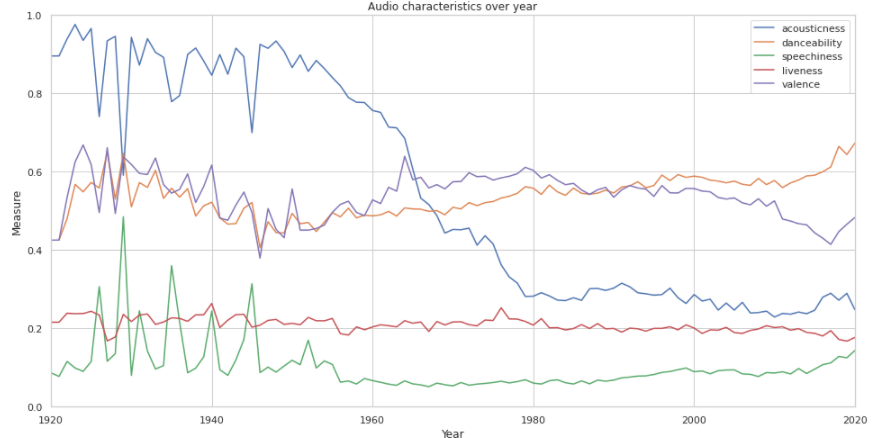 Audio characteristics over year
1.0
0.8
0.6
0.4
0.2
0.0
Measure
acousticness
danceability
speechiness
liveness
valence
1920
1940
1960
1980
2000
2020
Year